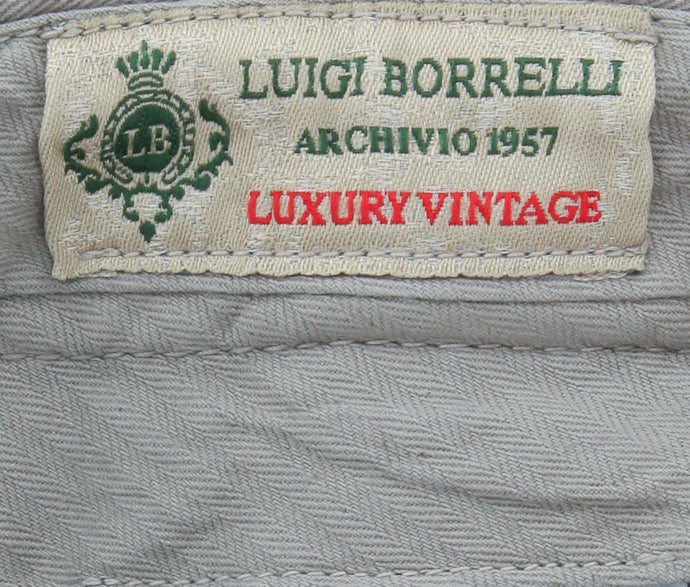 LB
LUIGI BORRELLI
ARCHIVIO 1957
LUXURY VINTAGE